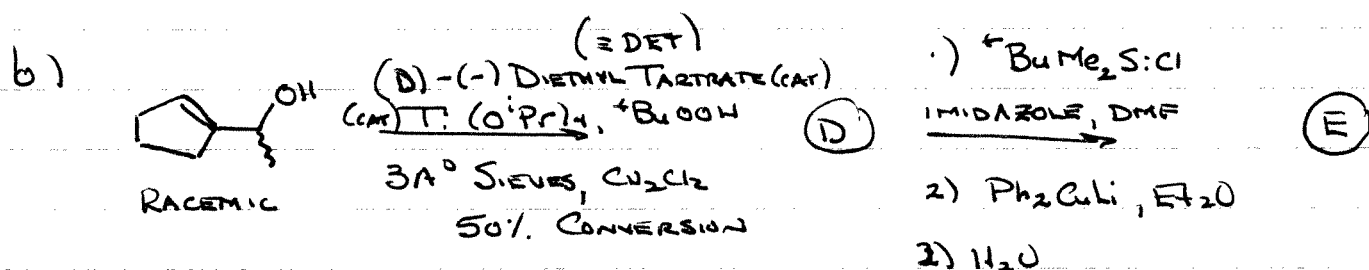 b)
OH
RACEMIC
(≡ DET)
(D)-(-) DIETHYL TARTRATE (CAT)
(CAT) Ti (OiPr)4, tBuOOH
3A° SIEVES, CH2Cl2
50% CONVERSION
D
1) tBuMe2SiCl
IMIDAZOLE, DMF
2) Ph2CuLi, Et2O
3) H2O
E